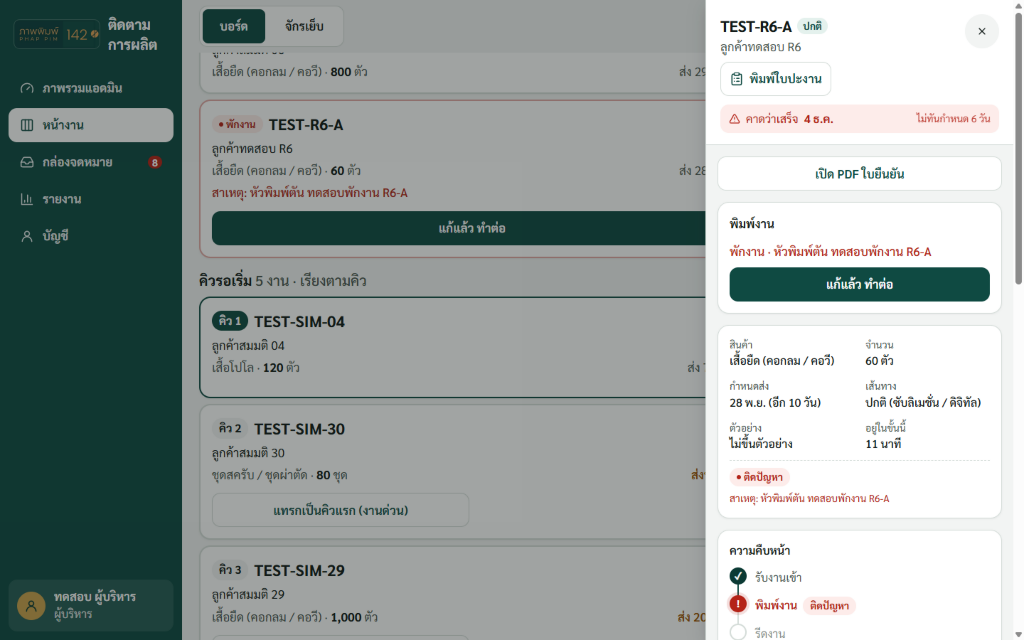 ภาพพิมพ์
PHAR PIM
142
ติดตาม
การผลิต
ภาพรวมแอดมิน
หน้างาน
กล่องจดหมาย 8
รายงาน
บัญชี
ทดสอบ ผู้บริหาร
ผู้บริหาร
บอร์ด
จักรเย็บ
เสื้อยืด (คอกลม / คอวี) · 800 ตัว
ส่ง 29
พักงาน TEST-R6-A
ลูกค้าทดสอบ R6
เสื้อยืด (คอกลม / คอวี) · 60 ตัว
ส่ง 28
สาเหตุ: หัวพิมพ์ตัน ทดสอบพักงาน R6-A
แก้แล้ว ทำต่อ
คิวรอเริ่ม 5 งาน · เรียงตามคิว
คิว 1 TEST-SIM-04
ลูกค้าสมมติ 04
เสื้อโปโล · 120 ตัว
ส่ง
คิว 2 TEST-SIM-30
ลูกค้าสมมติ 30
ชุดสครับ / ชุดผ่าตัด · 80 ชุด
ส่ง
แทรกเป็นคิวแรก (งานด่วน)
คิว 3 TEST-SIM-29
ลูกค้าสมมติ 29
เสื้อยืด (คอกลม / คอวี) · 1,000 ตัว
ส่ง 20
TEST-R6-A ปกติ
ลูกค้าทดสอบ R6
×
พิมพ์ใบปะงาน
คาดว่าเสร็จ 4 ธ.ค.
ไม่ทันกำหนด 6 วัน
เปิด PDF ใบยืนยัน
พิมพ์งาน
พักงาน · หัวพิมพ์ตัน ทดสอบพักงาน R6-A
แก้แล้ว ทำต่อ
สินค้า
เสื้อยืด (คอกลม / คอวี)
จำนวน
60 ตัว
กำหนดส่ง
28 พ.ย. (อีก 10 วัน)
เส้นทาง
ปกติ (ซับลิเมชั่น / ดิจิทัล)
ตัวอย่าง
ไม่ขึ้นตัวอย่าง
อยู่ในขั้นนี้
11 นาที
ติดปัญหา
สาเหตุ: หัวพิมพ์ตัน ทดสอบพักงาน R6-A
ความคืบหน้า
รับงานเข้า
พิมพ์งาน ติดปัญหา
รีดงาน